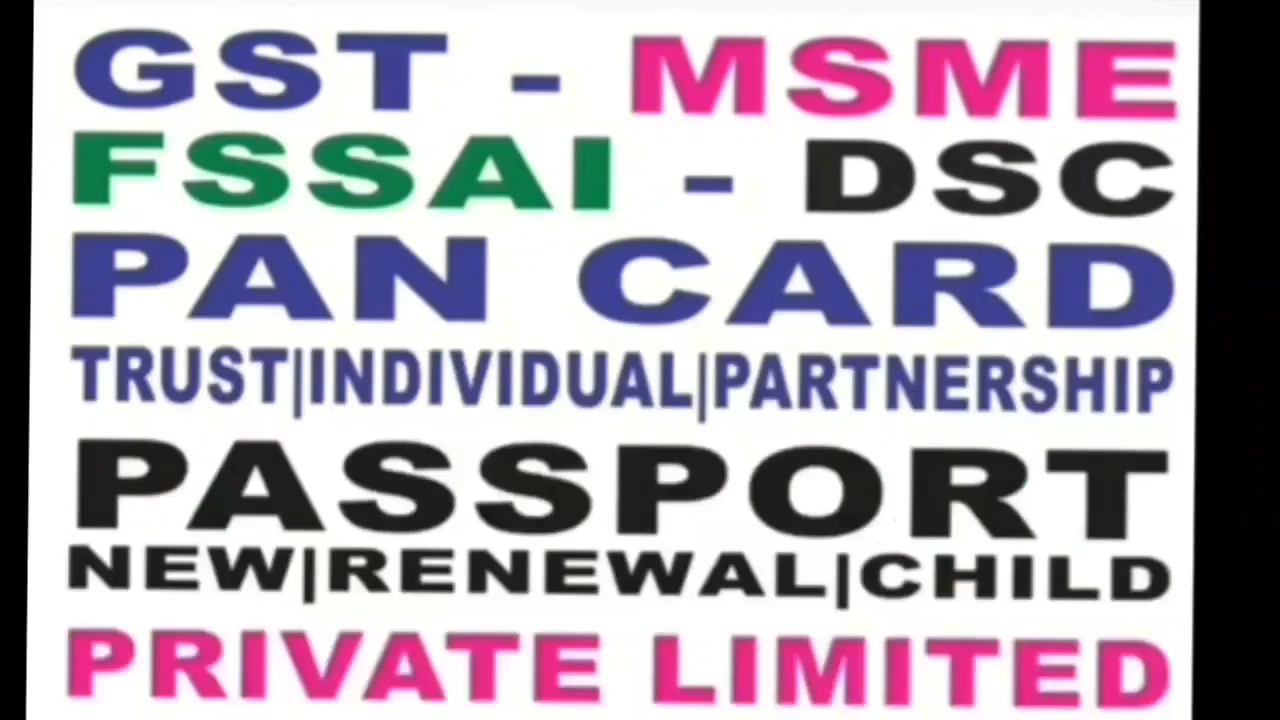 GST - MSME
FSSAI - DSC
PAN CARD
TRUST|INDIVIDUAL|PARTNERSHIP
PASSPORT
NEW|RENEWAL|CHILD
PRIVATE LIMITED